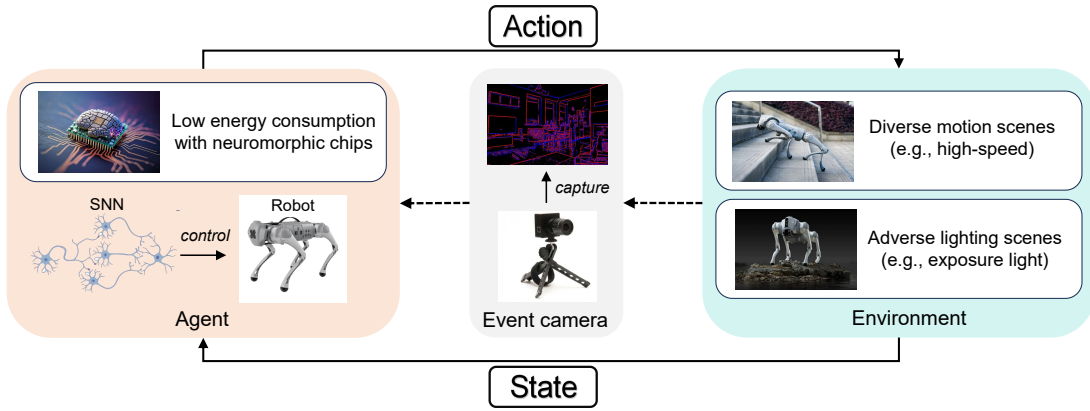 Action
Low energy consumption
with neuromorphic chips
SNN
control
Robot
Agent
capture
Event camera
Diverse motion scenes
(e.g., high-speed)
Adverse lighting scenes
(e.g., exposure light)
Environment
State